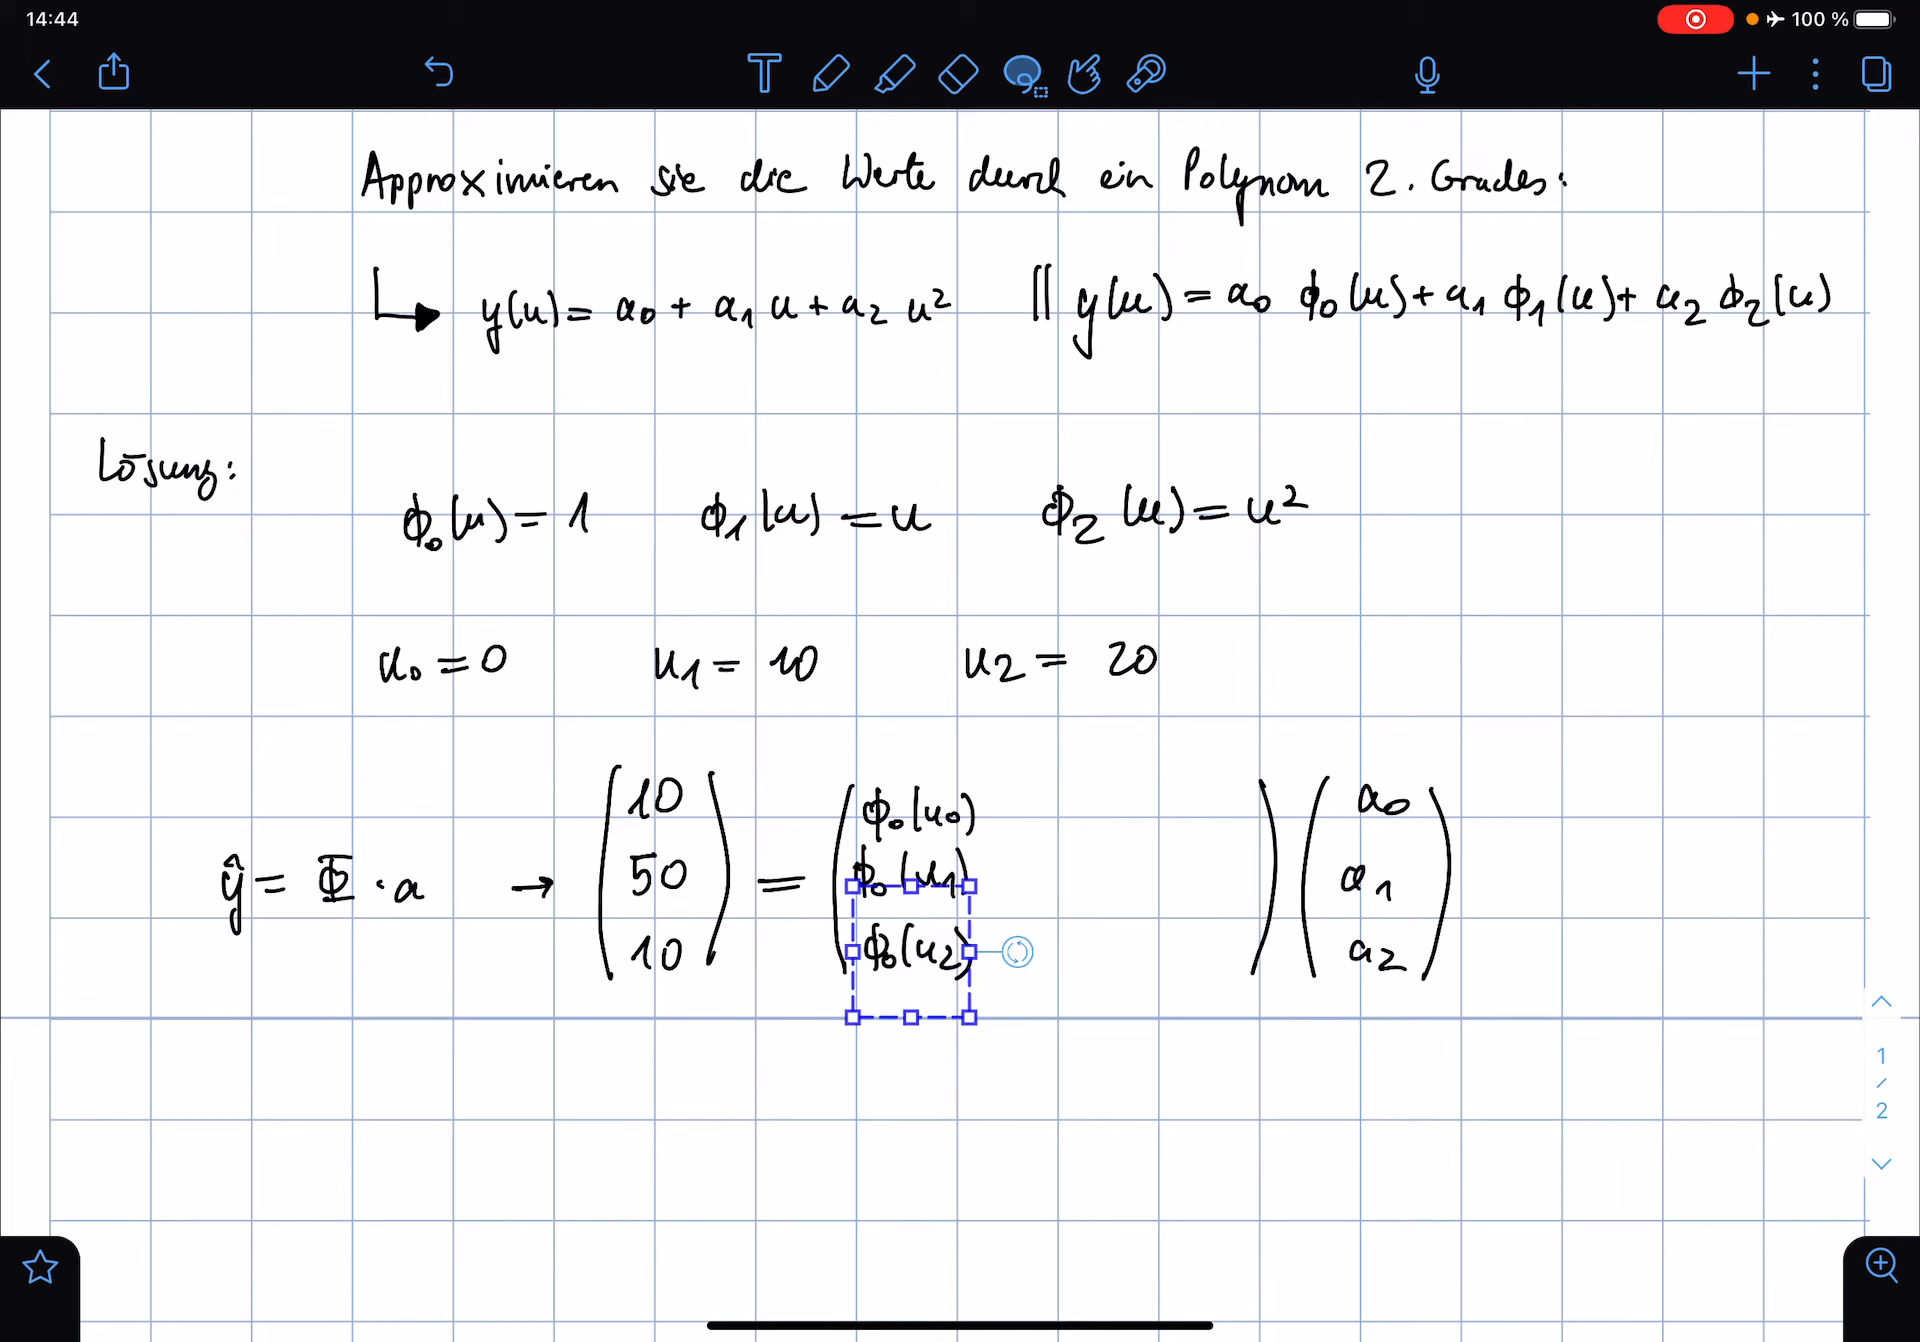 14:44
100 %
Approximieren sie die Werte durch ein Polynom 2. Grades:
y(u) = a0 + a1 u + a2 u² || y(u) = a0 ϕ0(u) + a1 ϕ1(u) + a2 ϕ2(u)
Lösung:
ϕ0(u) = 1 ϕ1(u) = u ϕ2(u) = u²
u0 = 0 u1 = 10 u2 = 20
ŷ = Φ · a → (10 50 10) = (ϕ0(u0) ϕ0(u1) ϕ0(u2) ) (a0 a1 a2)
1
/
2